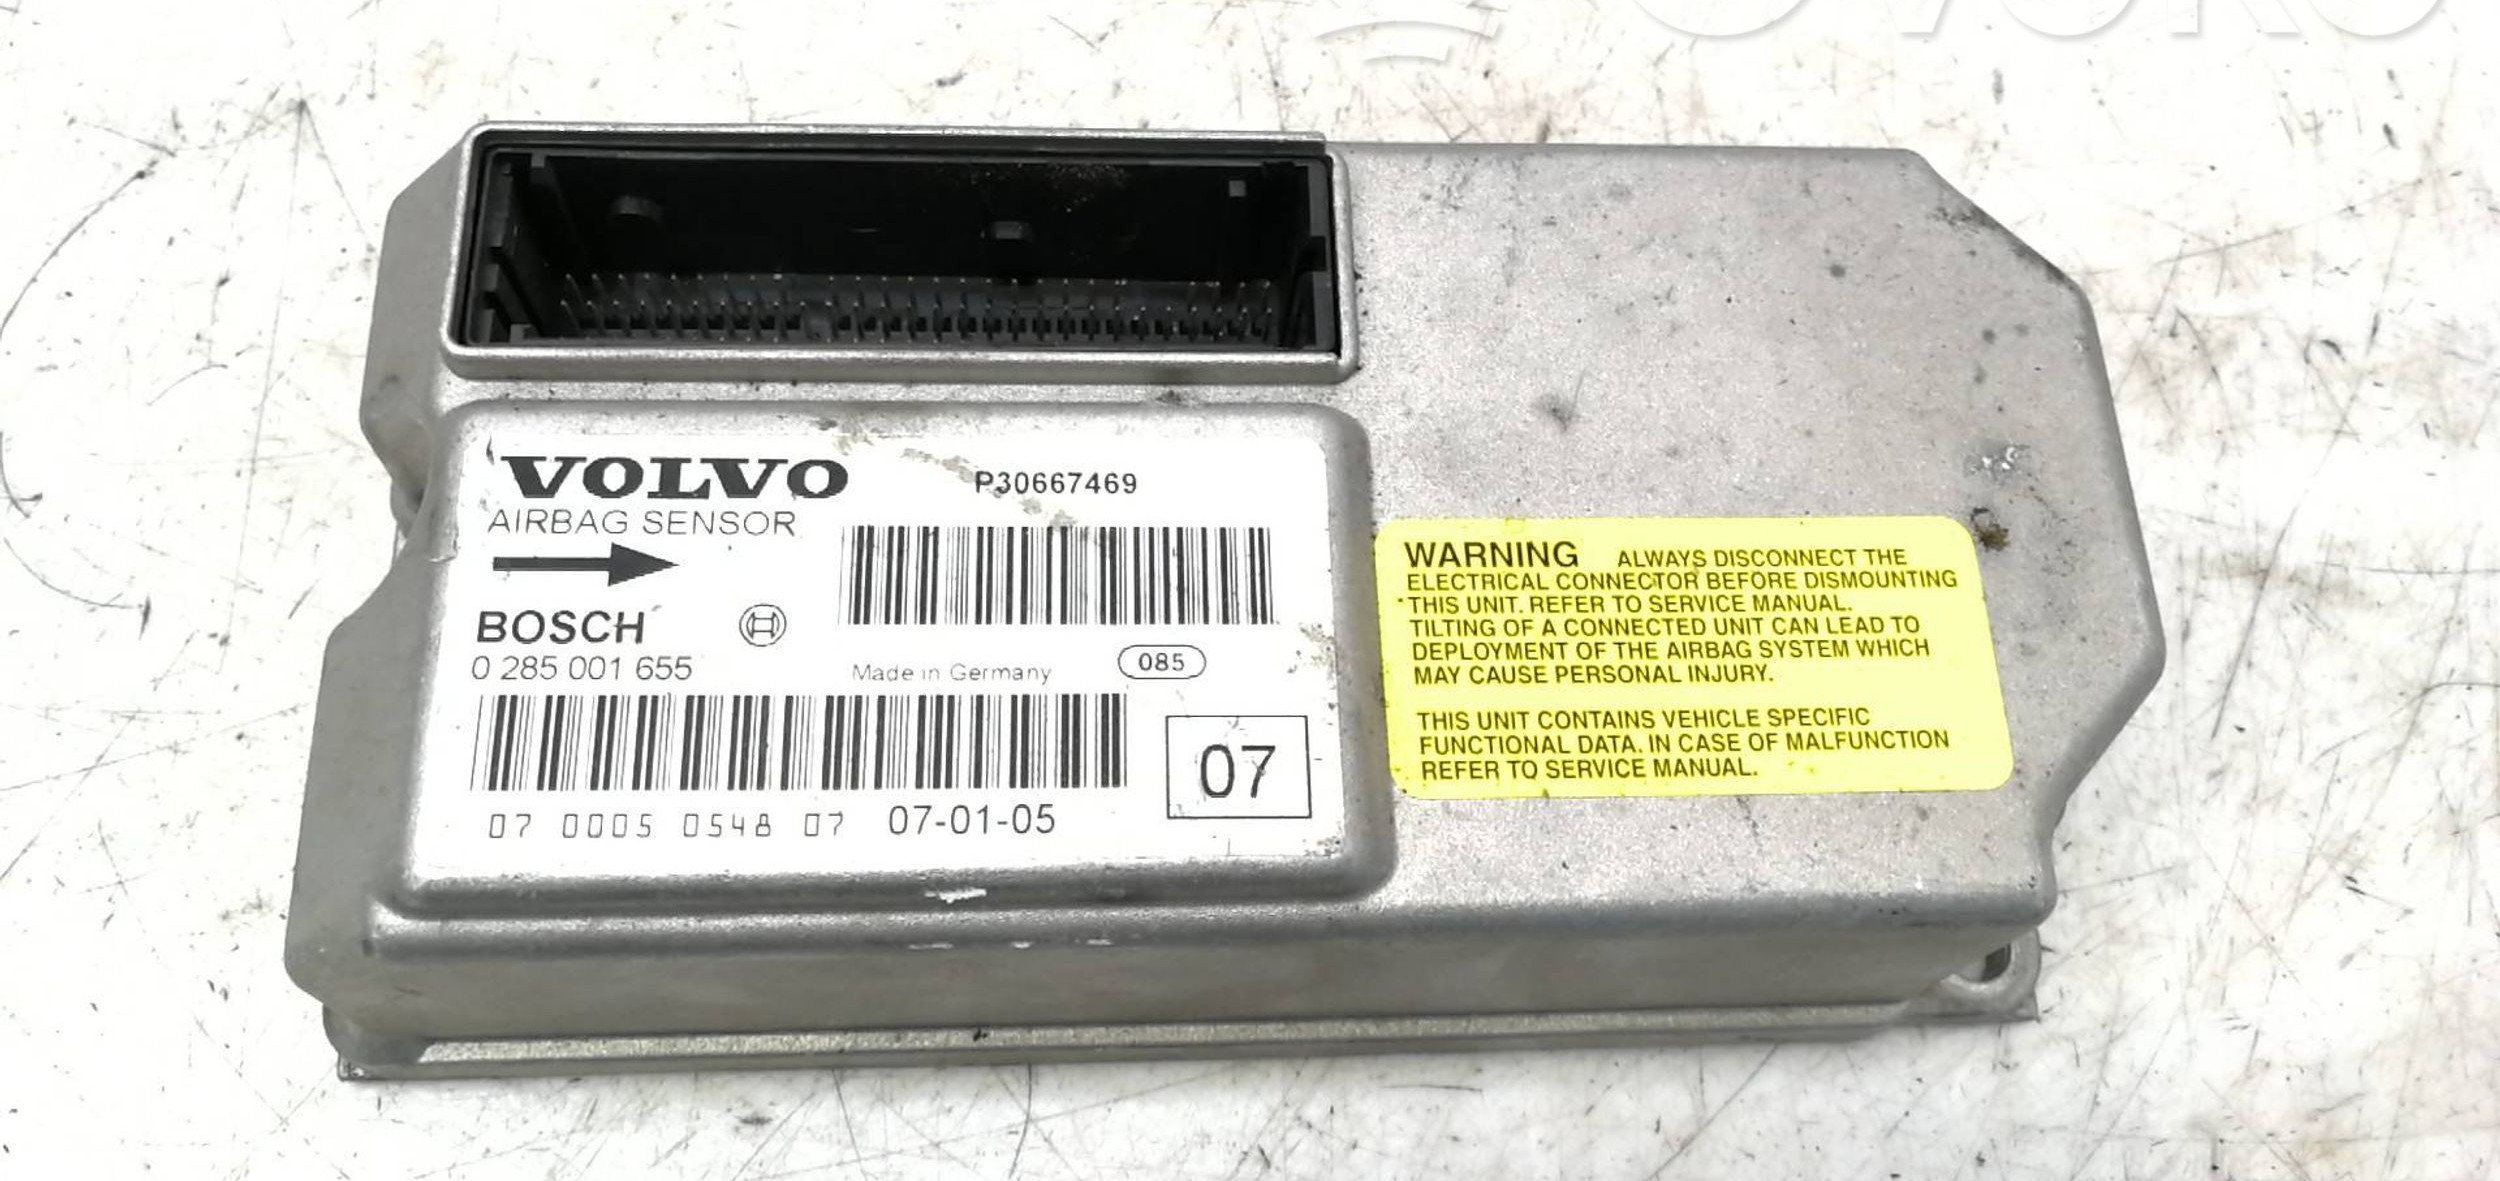 VOLVO
P30667469
AIRBAG SENSOR
BOSCH
0 285 001 655
Made in Germany
085
07
07 0005 0548 07 07-01-05
WARNING ALWAYS DISCONNECT THE
ELECTRICAL CONNECTOR BEFORE DISMOUNTING
THIS UNIT. REFER TO SERVICE MANUAL.
TILTING OF A CONNECTED UNIT CAN LEAD TO
DEPLOYMENT OF THE AIRBAG SYSTEM WHICH
MAY CAUSE PERSONAL INJURY.
THIS UNIT CONTAINS VEHICLE SPECIFIC
FUNCTIONAL DATA. IN CASE OF MALFUNCTION
REFER TO SERVICE MANUAL.